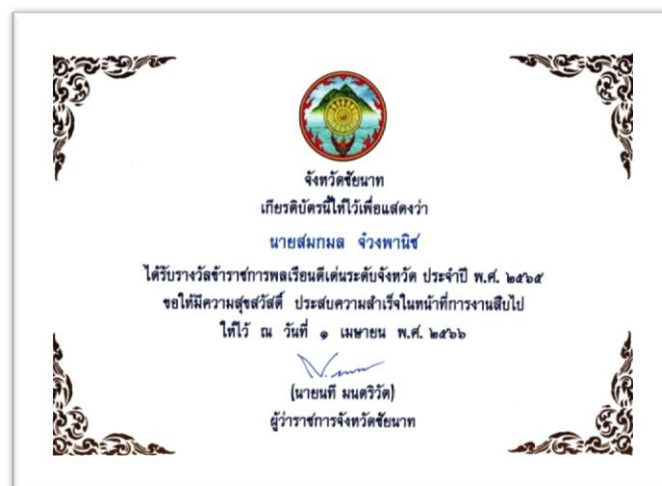 จังหวัดชัยนาท
เกียรติบัตรนี้ให้ไว้เพื่อแสดงว่า
นายสมกมล จ๋วงพานิช
ได้รับรางวัลข้าราชการพลเรือนดีเด่นระดับจังหวัด ประจำปี พ.ศ. ๒๕๖๕
ขอให้มีความสุขสวัสดิ์ ประสบความสำเร็จในหน้าที่การงานสืบไป
ให้ไว้ ณ วันที่ ๑ เมษายน พ.ศ. ๒๕๖๖
(นายนที มนตริวัต)
ผู้ว่าราชการจังหวัดชัยนาท